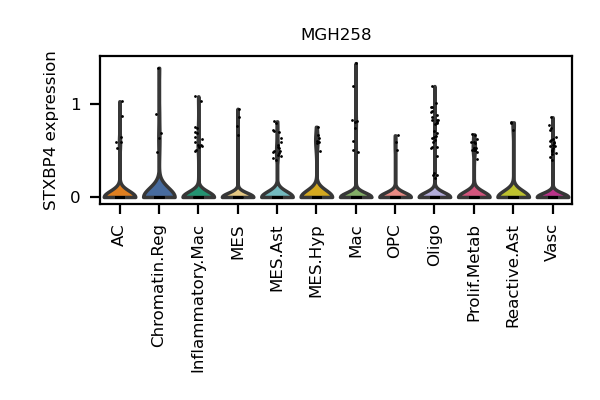 MGH258
STXBP4 expression
1
0
AC
Chromatin.Reg
Inflammatory.Mac
MES
MES.Ast
MES.Hyp
Mac
OPC
Oligo
Prolif.Metab
Reactive.Ast
Vasc